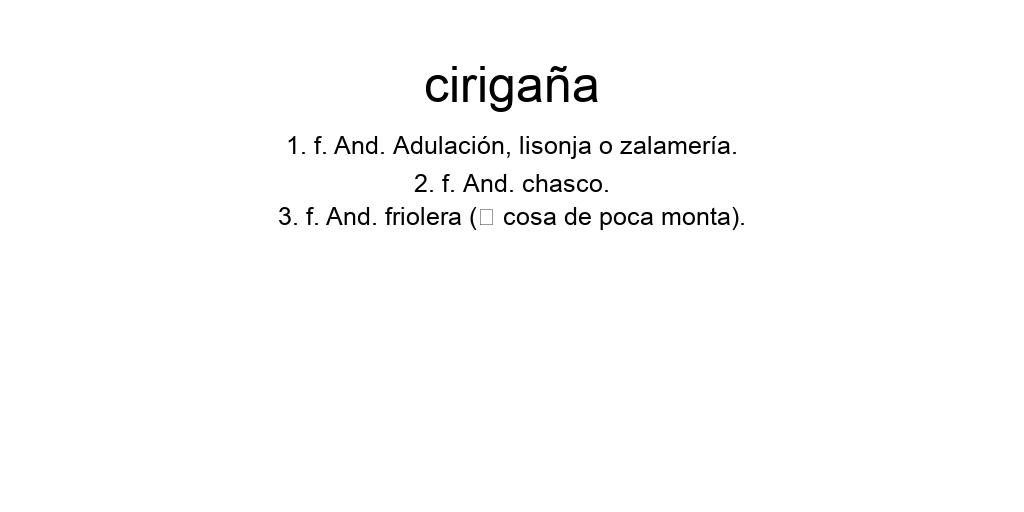 cirigaña
1. f. And. Adulación, lisonja o zalamería.
2. f. And. chasco.
3. f. And. friolera (▯ cosa de poca monta).